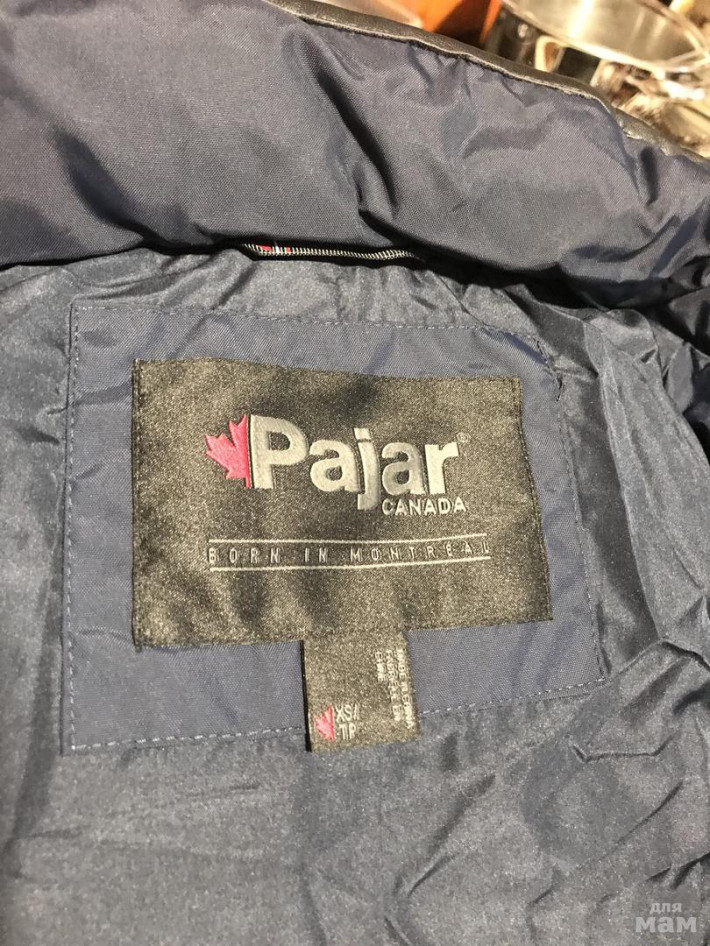 Pajar®
CANADA
BORN IN MONTREAL
XS/
TP
для
мам